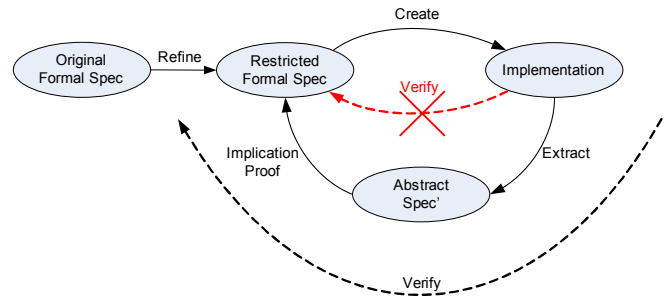 Create
Original
Formal Spec
Refine
Restricted
Formal Spec
Implementation
Verify
Implication
Proof
Extract
Abstract
Spec'
Verify